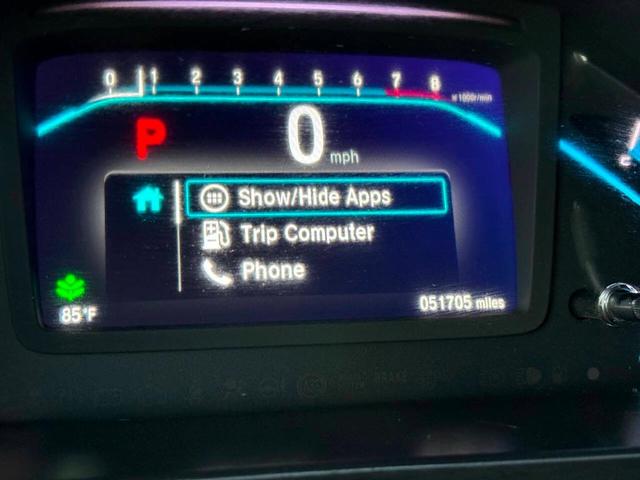 0 1 2 3 4 5 6 7 8
x1000r/min
P 0 mph
Show/Hide Apps
Trip Computer
Phone
85°F
051705 miles
BRAKE